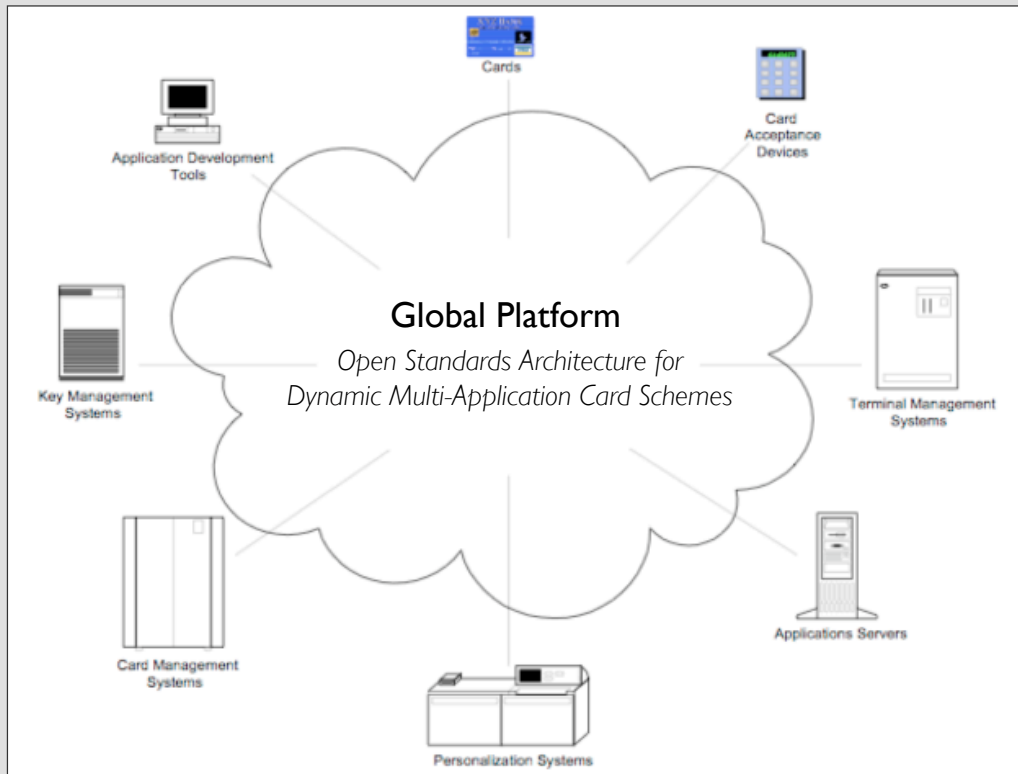 Cards
Card
Acceptance
Devices
Application Development
Tools
Global Platform
Open Standards Architecture for
Dynamic Multi-Application Card Schemes
Key Management
Systems
Terminal Management
Systems
Applications Servers
Card Management
Systems
Personalization Systems